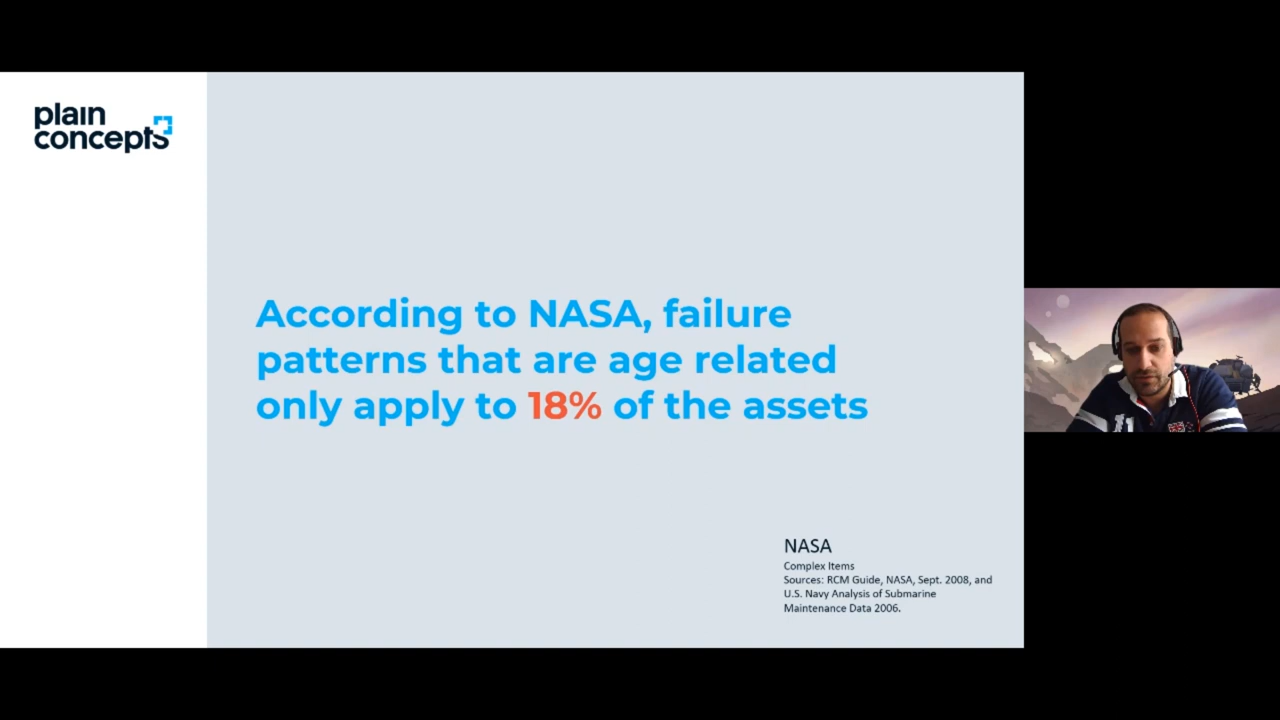 plain
concepts
According to NASA, failure
patterns that are age related
only apply to 18% of the assets
NASA
Complex Items
Sources: RCM Guide, NASA, Sept. 2008, and
U.S. Navy Analysis of Submarine
Maintenance Data 2006.
11